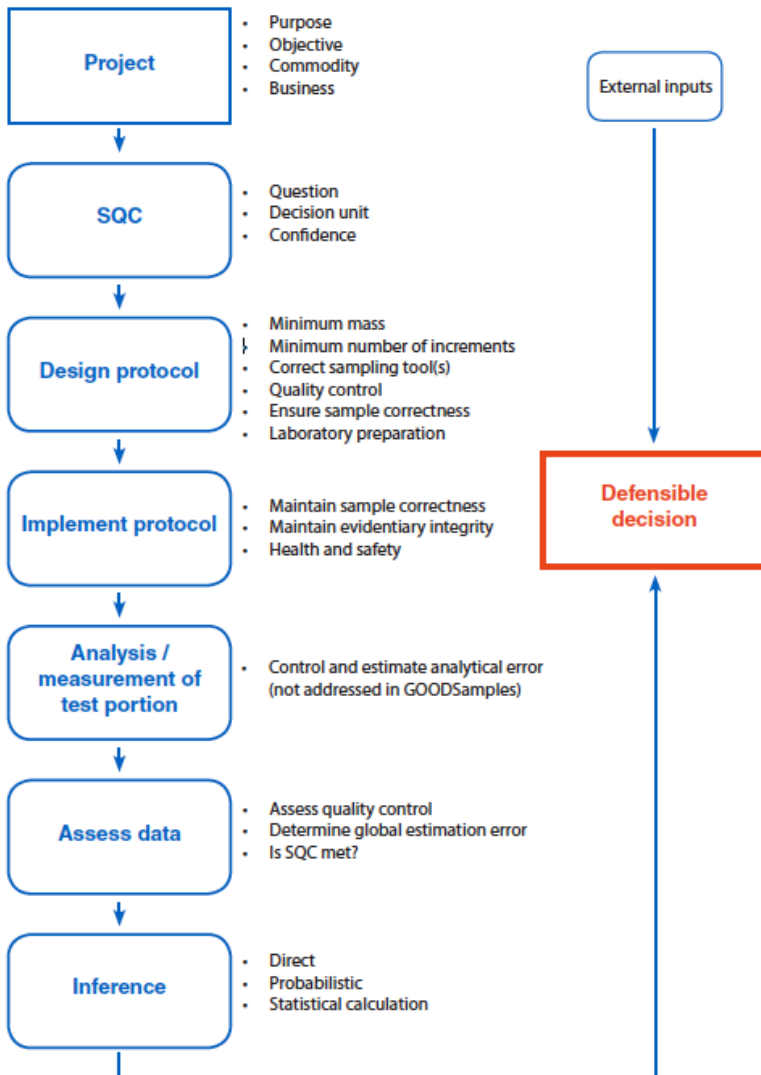 Project
• Purpose
• Objective
• Commodity
• Business
External inputs
SQC
• Question
• Decision unit
• Confidence
Design protocol
• Minimum mass
• Minimum number of increments
• Correct sampling tool(s)
• Quality control
• Ensure sample correctness
• Laboratory preparation
Implement protocol
• Maintain sample correctness
• Maintain evidentiary integrity
• Health and safety
Defensible
decision
Analysis /
measurement of
test portion
• Control and estimate analytical error
(not addressed in GOODSamples)
Assess data
• Assess quality control
• Determine global estimation error
• Is SQC met?
Inference
• Direct
• Probabilistic
• Statistical calculation